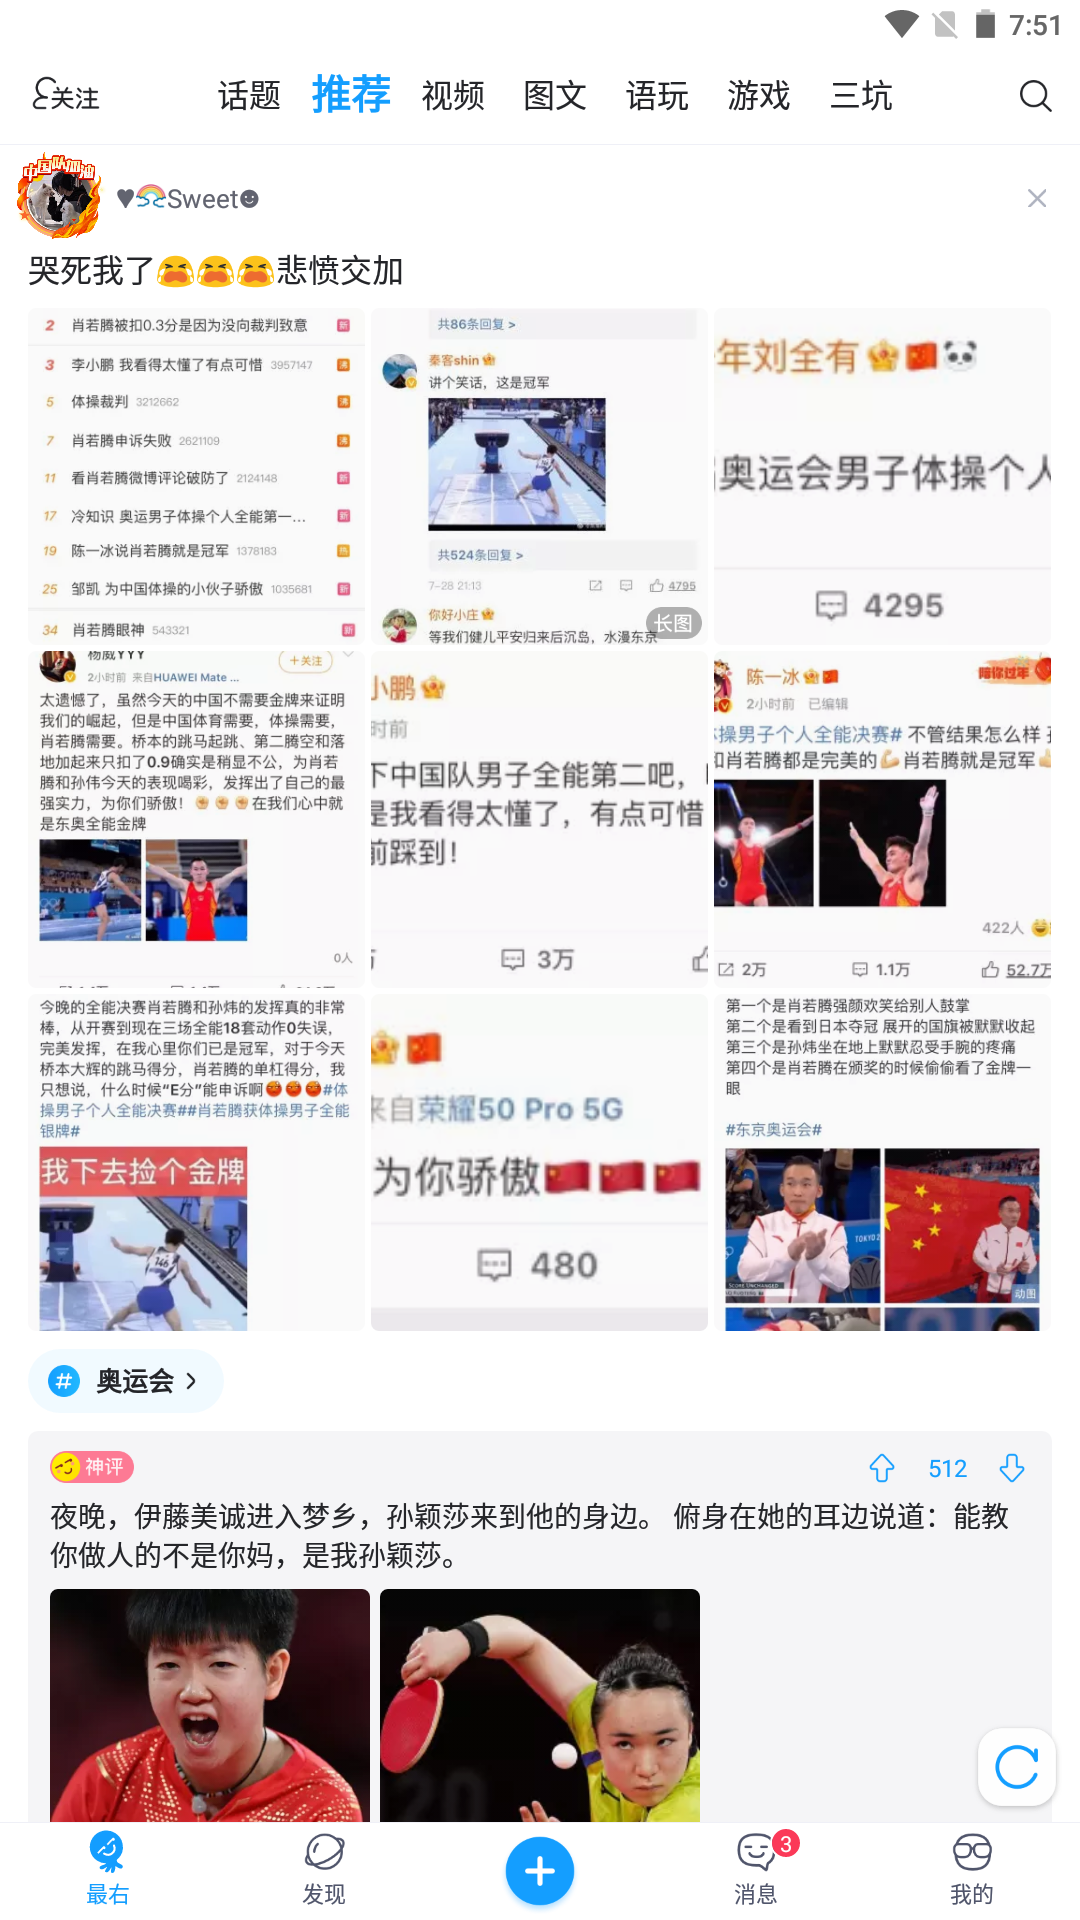 7:51
关注
话题 推荐 视频 图文 语玩 游戏 三坑
中国队加油
Sweet
哭死我了😭😭😭悲愤交加
2 肖若腾被扣0.3分是因为没向裁判致意 新
3 李小鹏 我看得太懂了有点可惜 3957147 沸
5 体操裁判 3212662 沸
7 肖若腾申诉失败 2621109 沸
11 看肖若腾微博评论破防了 2124148 新
17 冷知识 奥运男子体操个人全能第一... 新
19 陈一冰说肖若腾就是冠军 1378183 热
25 邹凯 为中国体操的小伙子骄傲 1035681 新
34 肖若腾眼神 543321 新
共86条回复 >
秦客shin
讲个笑话，这是冠军
共524条回复 >
7-28 21:13 4795
你好小庄
等我们健儿平安归来后沉岛，水漫东京
长图
年刘全有
奥运会男子体操个人
4295
杨威YYY
+关注
2小时前 来自HUAWEI Mate ...
太遗憾了，虽然今天的中国不需要金牌来证明
我们的崛起，但是中国体育需要，体操需要，
肖若腾需要。桥本的跳马起跳、第二腾空和落
地加起来只扣了0.9确实是稍显不公，为肖若
腾和孙伟今天的表现喝彩，发挥出了自己的最
强实力，为你们骄傲！✊✊✊在我们心中就
是东奥全能金牌
0人
小鹏
时前
下中国队男子全能第二吧，
是我看得太懂了，有点可惜
前踩到！
3万
陈一冰
陪你过年
2小时前 已编辑
操男子个人全能决赛# 不管结果怎么样
和肖若腾都是完美的💪肖若腾就是冠军
422人
2万 1.1万 52.7万
今晚的全能决赛肖若腾和孙炜的发挥真的非常
棒，从开赛到现在三场全能18套动作0失误，
完美发挥，在我心里你们已是冠军，对于今天
桥本大辉的跳马得分，肖若腾的单杠得分，我
只想说，什么时候“E分”能申诉啊😡😡😡#体
操男子个人全能决赛##肖若腾获体操男子全能
银牌#
我下去捡个金牌
146
来自荣耀50 Pro 5G
为你骄傲🇨🇳🇨🇳🇨🇳
480
第一个是肖若腾强颜欢笑给别人鼓掌
第二个是看到日本夺冠 展开的国旗被默默收起
第三个是孙炜坐在地上默默忍受手腕的疼痛
第四个是肖若腾在颁奖的时候偷偷看了金牌一
眼
#东京奥运会#
TOKYO 2
SCORE UNCHANGED
动图
# 奥运会 >
神评
512
夜晚，伊藤美诚进入梦乡，孙颖莎来到他的身边。 俯身在她的耳边说道：能教
你做人的不是你妈，是我孙颖莎。
20
最右 发现 消息 3 我的